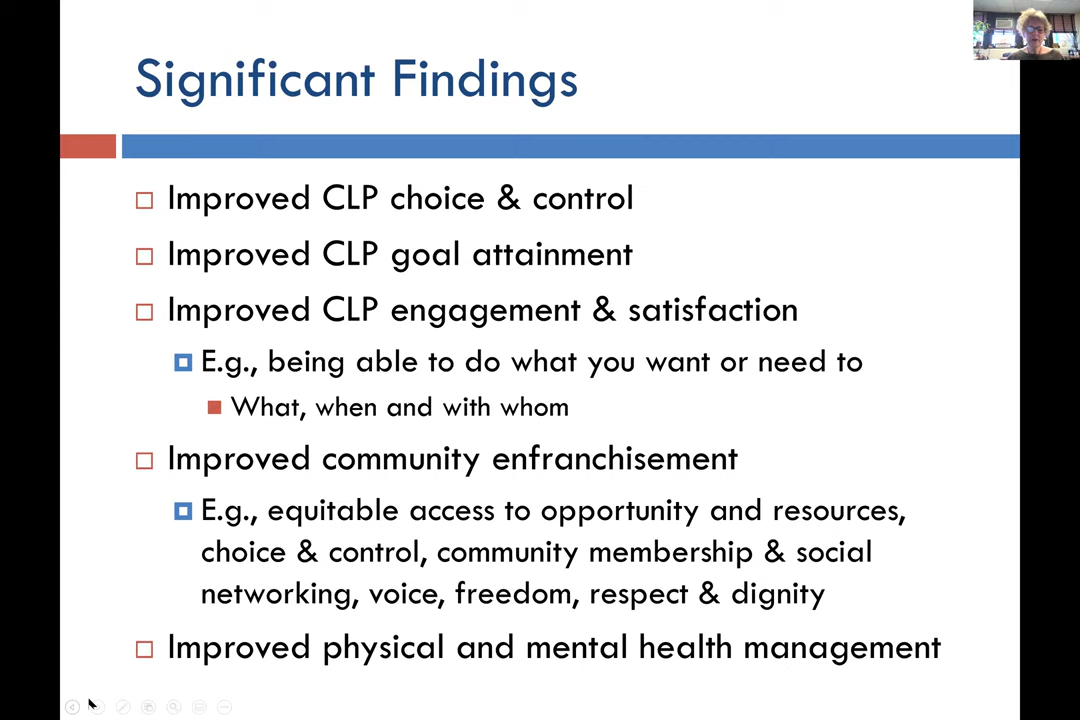 Significant Findings
Improved CLP choice & control
Improved CLP goal attainment
Improved CLP engagement & satisfaction
E.g., being able to do what you want or need to
What, when and with whom
Improved community enfranchisement
E.g., equitable access to opportunity and resources,
choice & control, community membership & social
networking, voice, freedom, respect & dignity
Improved physical and mental health management